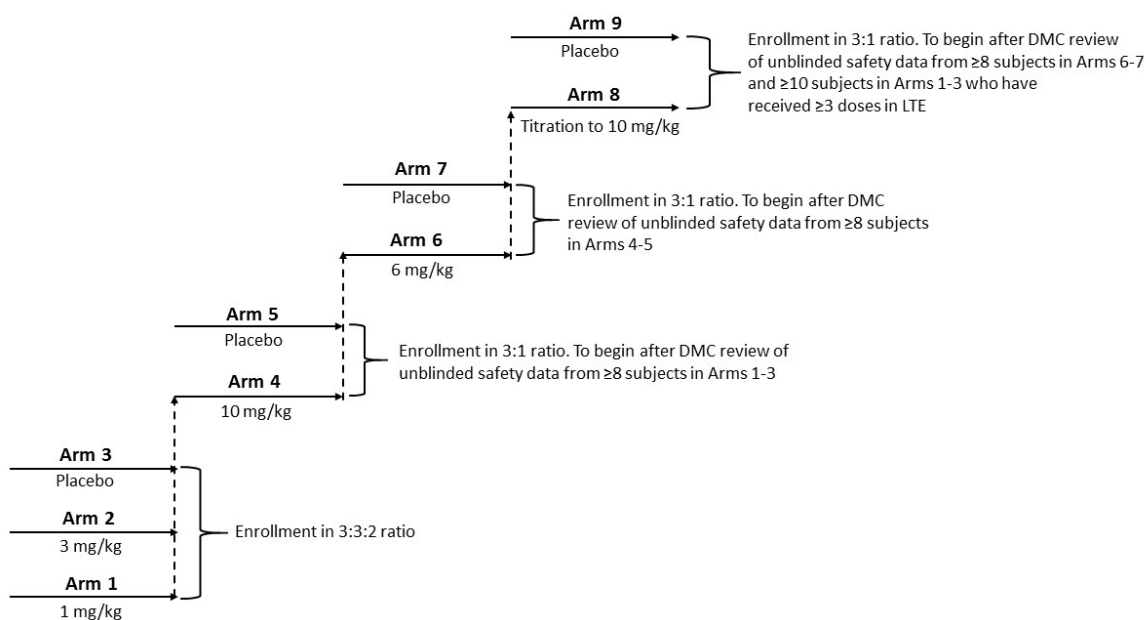 Arm 9
Placebo
Enrollment in 3:1 ratio. To begin after DMC review
of unblinded safety data from ≥8 subjects in Arms 6-7
and ≥10 subjects in Arms 1-3 who have
received ≥3 doses in LTE
Arm 8
Titration to 10 mg/kg
Arm 7
Placebo
Enrollment in 3:1 ratio. To begin after DMC
review of unblinded safety data from ≥8 subjects
in Arms 4-5
Arm 6
6 mg/kg
Arm 5
Placebo
Enrollment in 3:1 ratio. To begin after DMC review of
unblinded safety data from ≥8 subjects in Arms 1-3
Arm 4
10 mg/kg
Arm 3
Placebo
Arm 2
3 mg/kg
Enrollment in 3:3:2 ratio
Arm 1
1 mg/kg